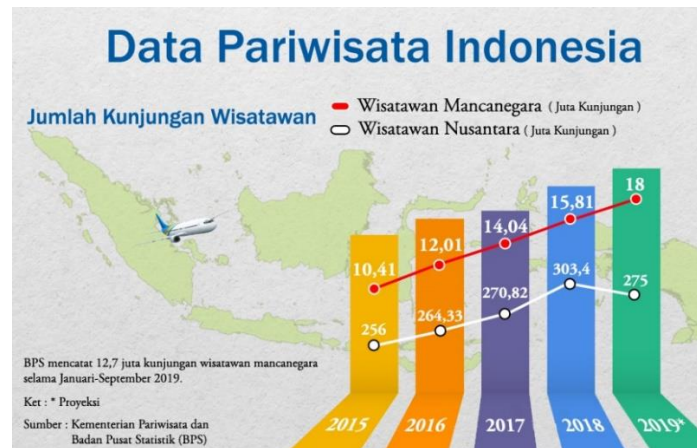 Data Pariwisata Indonesia
Jumlah Kunjungan Wisatawan
Wisatawan Mancanegara ( Juta Kunjungan )
Wisatawan Nusantara ( Juta Kunjungan )
10,41
12,01
14,04
15,81
18
256
264,33
270,82
303,4
275
BPS mencatat 12,7 juta kunjungan wisatawan mancanegara
selama Januari-September 2019.
Ket : * Proyeksi
Sumber : Kementerian Pariwisata dan
Badan Pusat Statistik (BPS)
2015
2016
2017
2018
2019*